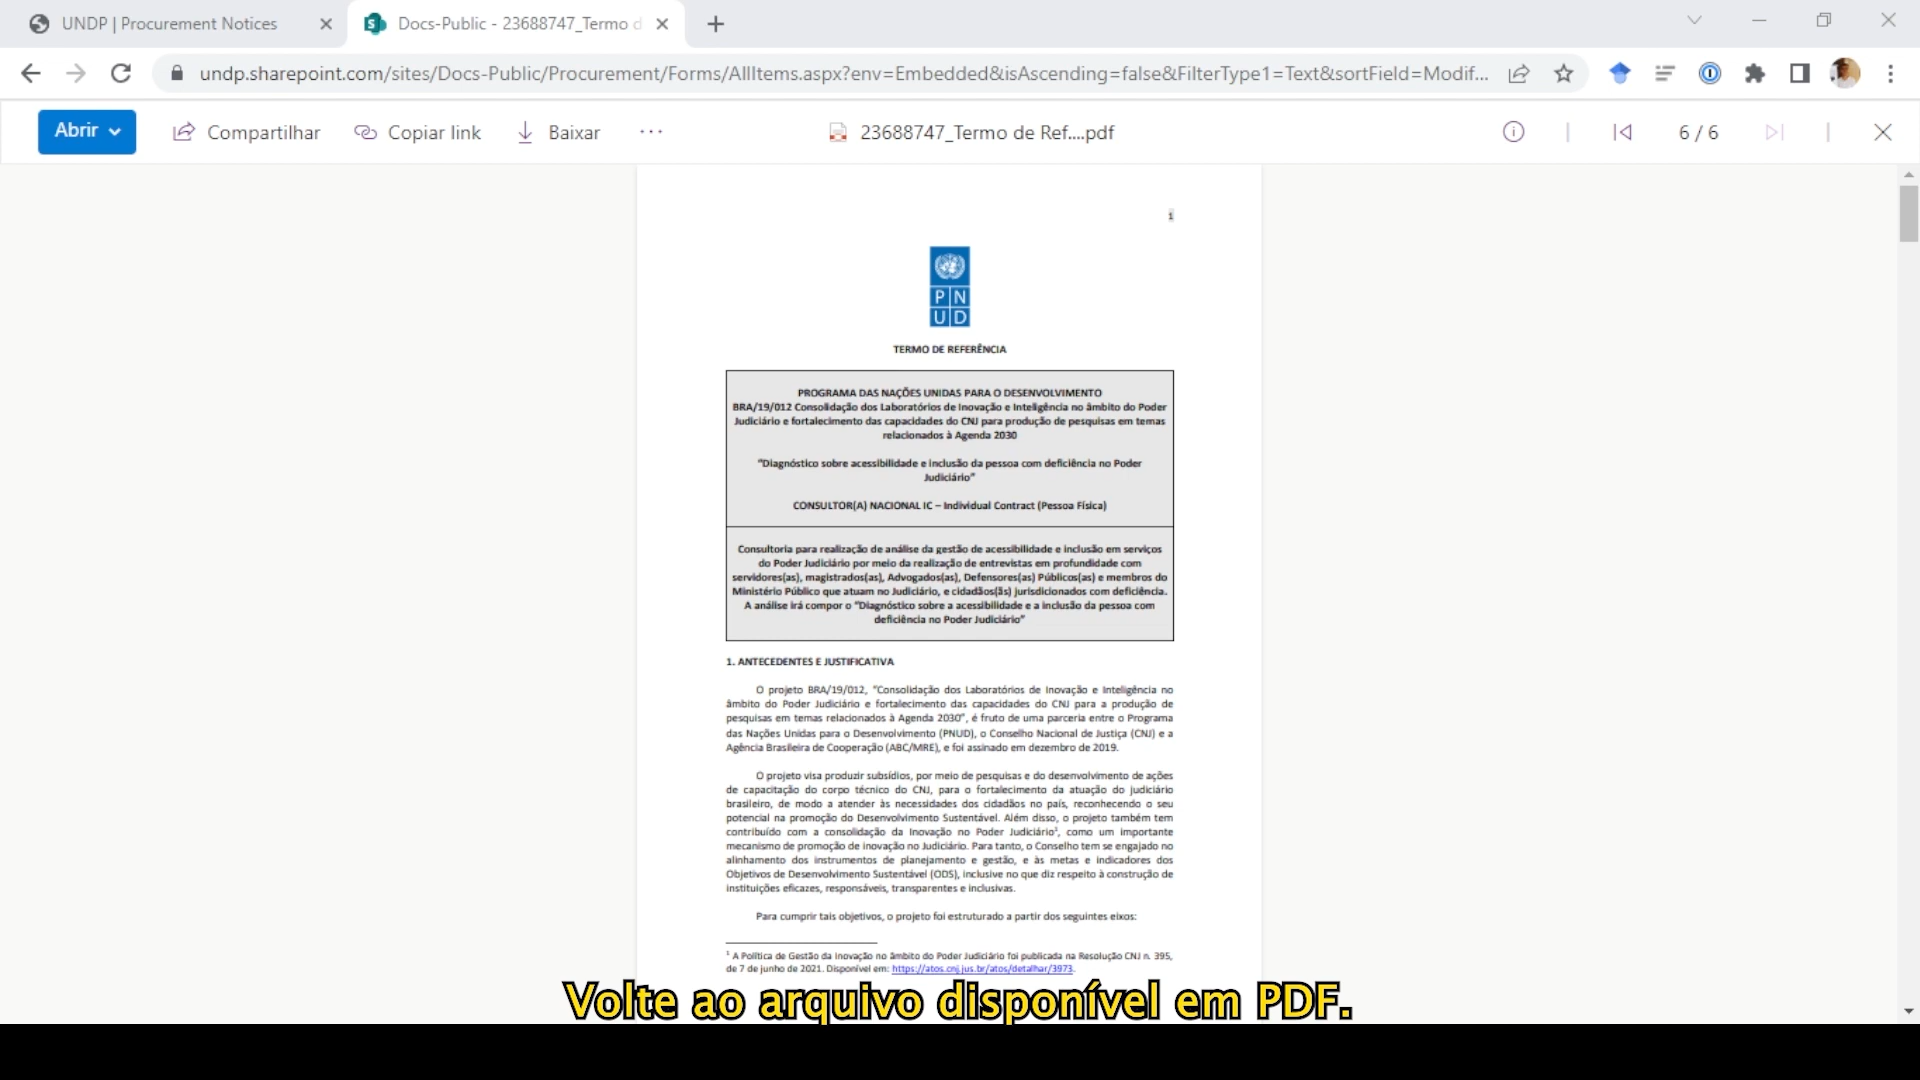 UNDP | Procurement Notices
Docs-Public - 23688747_Termo d
undp.sharepoint.com/sites/Docs-Public/Procurement/Forms/AllItems.aspx?env=Embedded&isAscending=false&FilterType1=Text&sortField=Modif...
Abrir
Compartilhar
Copiar link
Baixar
···
23688747_Termo de Ref....pdf
6 / 6
1
P N
U D
TERMO DE REFERÊNCIA
PROGRAMA DAS NAÇÕES UNIDAS PARA O DESENVOLVIMENTO
BRA/19/012 Consolidação dos Laboratórios de Inovação e Inteligência no âmbito do Poder
Judiciário e fortalecimento das capacidades do CNJ para produção de pesquisas em temas
relacionados à Agenda 2030
“Diagnóstico sobre acessibilidade e inclusão da pessoa com deficiência no Poder
Judiciário”
CONSULTOR(A) NACIONAL IC – Individual Contract (Pessoa Física)
Consultoria para realização de análise da gestão de acessibilidade e inclusão em serviços
do Poder Judiciário por meio da realização de entrevistas em profundidade com
servidores(as), magistrados(as), Advogados(as), Defensores(as) Públicos(as) e membros do
Ministério Público que atuam no Judiciário, e cidadãos(ãs) jurisdicionados com deficiência.
A análise irá compor o “Diagnóstico sobre a acessibilidade e a inclusão da pessoa com
deficiência no Poder Judiciário”
1. ANTECEDENTES E JUSTIFICATIVA
O projeto BRA/19/012, “Consolidação dos Laboratórios de Inovação e Inteligência no
âmbito do Poder Judiciário e fortalecimento das capacidades do CNJ para a produção de
pesquisas em temas relacionados à Agenda 2030”, é fruto de uma parceria entre o Programa
das Nações Unidas para o Desenvolvimento (PNUD), o Conselho Nacional de Justiça (CNJ) e a
Agência Brasileira de Cooperação (ABC/MRE), e foi assinado em dezembro de 2019.
O projeto visa produzir subsídios, por meio de pesquisas e do desenvolvimento de ações
de capacitação do corpo técnico do CNJ, para o fortalecimento da atuação do judiciário
brasileiro, de modo a atender às necessidades dos cidadãos no país, reconhecendo o seu
potencial na promoção do Desenvolvimento Sustentável. Além disso, o projeto também tem
contribuído com a consolidação da Inovação no Poder Judiciário¹, como um importante
mecanismo de promoção de inovação no Judiciário. Para tanto, o Conselho tem se engajado no
alinhamento dos instrumentos de planejamento e gestão, e às metas e indicadores dos
Objetivos de Desenvolvimento Sustentável (ODS), inclusive no que diz respeito à construção de
instituições eficazes, responsáveis, transparentes e inclusivas.
Para cumprir tais objetivos, o projeto foi estruturado a partir dos seguintes eixos:
¹ A Política de Gestão da Inovação no âmbito do Poder Judiciário foi publicada na Resolução CNJ n. 395,
de 7 de junho de 2021. Disponível em: https://atos.cnj.jus.br/atos/detalhar/3973.
Volte ao arquivo disponível em PDF.